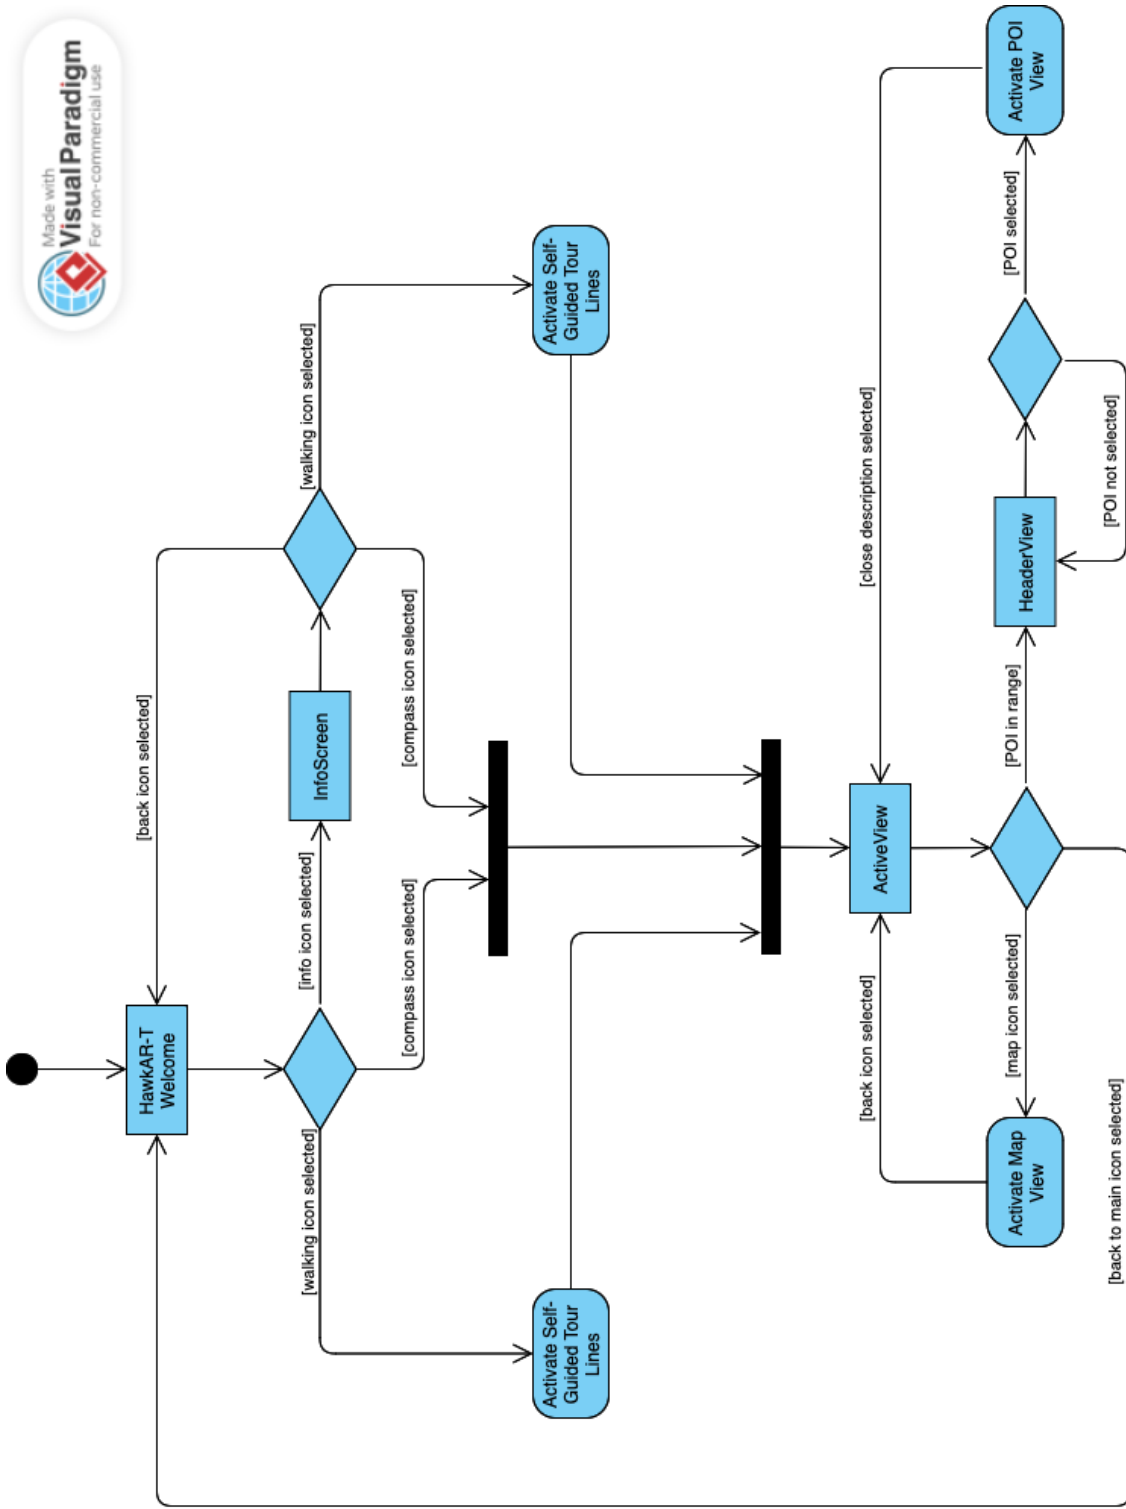 Made with
Visual Paradigm
For non-commercial use
HawkAR-T
Welcome
[back icon selected]
[walking icon selected]
[info icon selected]
InfoScreen
[walking icon selected]
[compass icon selected]
[compass icon selected]
Activate Self-
Guided Tour
Lines
Activate Self-
Guided Tour
Lines
[back icon selected]
ActiveView
[close description selected]
[map icon selected]
[POI in range]
Activate Map
View
HeaderView
[POI selected]
Activate POI
View
[POI not selected]
[back to main icon selected]